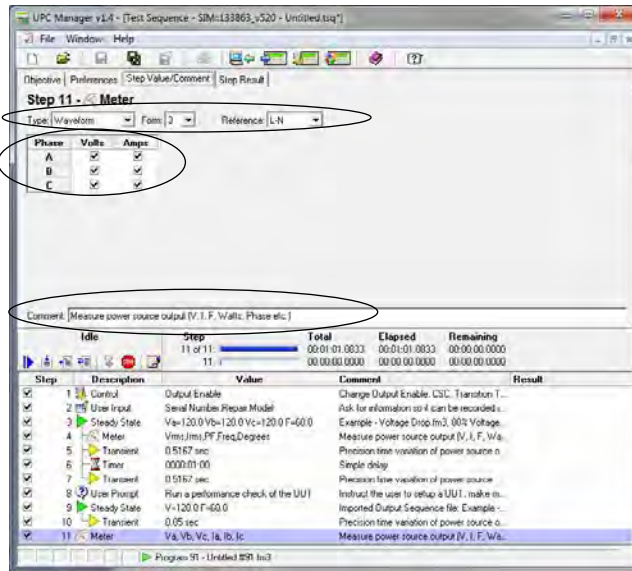 UPC Manager v1.4 - [Test Sequence - SIM::133863_v520 - Untitled.tsq*]
File Window Help
Objective Preferences Step Value/Comment Step Result
Step 11 - Meter
Type: Waveform Form: 3 Reference: L-N
Phase Volts Amps
A
B
C
Comment: Measure power source output (V, I, F, Watts, Phase etc.)
Idle Step Total Elapsed Remaining
11 of 11: 00:01:01.0833 00:01:01.0833 00:00:00.0000
11: 00:00:00.0000 00:00:00.0000 00:00:00.0000
Step Description Value Comment Result
1 Control Output Enable Change Output Enable, CSC, Transition T...
2 User Input Serial Number,Repair,Model Ask for information so it can be recorded i...
3 Steady State Va=120.0 Vb=120.0 Vc=120.0 F=60.0 Example - Voltage Drop.tm3, 80% Voltage...
4 Meter Vrms,Irms,PF,Freq,Degrees Measure power source output (V, I, F, Wa...
5 Transient 0.5167 sec Precision time variation of power source o...
6 Timer 0000:01:00 Simple delay
7 Transient 0.5167 sec Precision time variation of power source
8 User Prompt Run a performance check of the UUT Instruct the user to setup a UUT, make m...
9 Steady State V=120.0 F=60.0 Imported Output Sequence file: Example -...
10 Transient 0.05 sec Precision time variation of power source o...
11 Meter Va, Vb, Vc, Ia, Ib, Ic Measure power source output (V, I, F, Wa...
Program 91 - Untitled #91.tm3